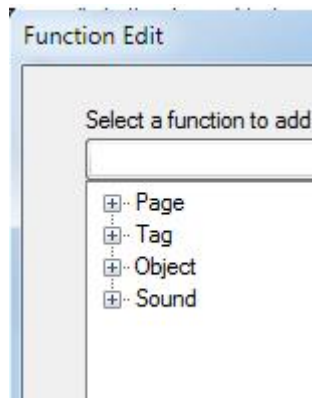 Function Edit
Select a function to add
Page
Tag
Object
Sound